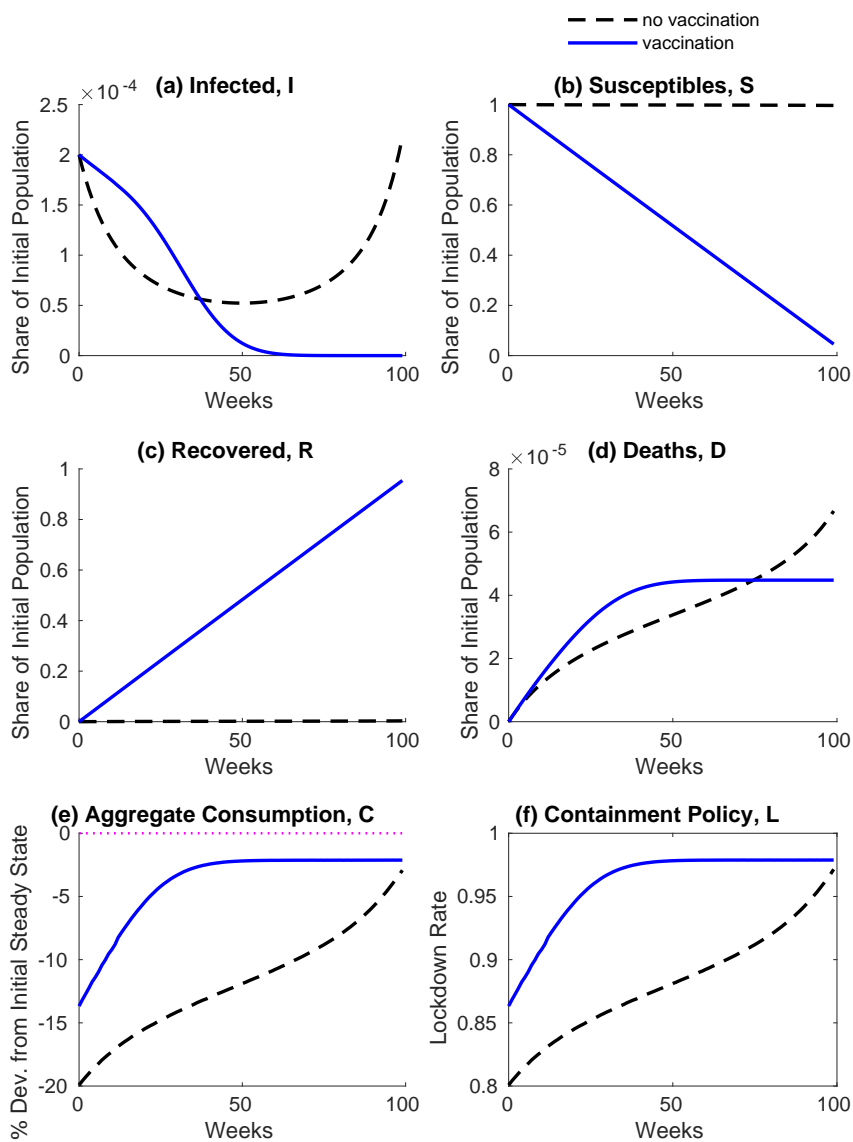 no vaccination
vaccination
(a) Infected, I
× 10^-4
2.5
2
1.5
1
0.5
0
0
50
100
Share of Initial Population
Weeks
(b) Susceptibles, S
1
0.8
0.6
0.4
0.2
0
0
50
100
Share of Initial Population
Weeks
(c) Recovered, R
1
0.8
0.6
0.4
0.2
0
0
50
100
Share of Initial Population
Weeks
(d) Deaths, D
× 10^-5
8
6
4
2
0
0
50
100
Share of Initial Population
Weeks
(e) Aggregate Consumption, C
0
-5
-10
-15
-20
0
50
100
% Dev. from Initial Steady State
Weeks
(f) Containment Policy, L
1
0.95
0.9
0.85
0.8
0
50
100
Lockdown Rate
Weeks